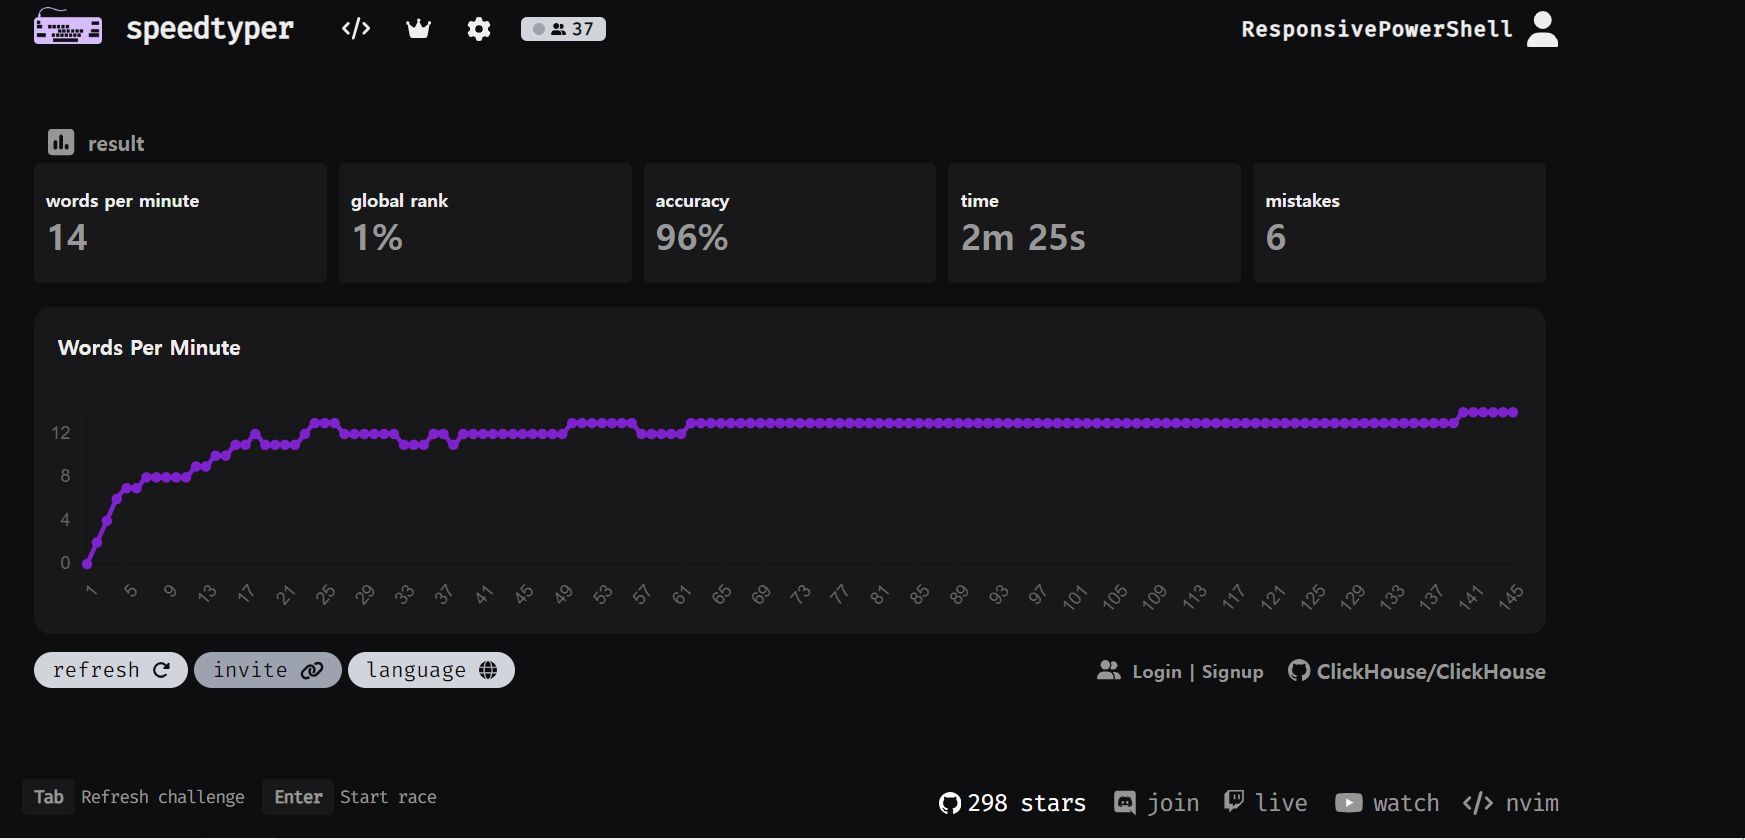 speedtyper </> 37 ResponsivePowerShell
result
words per minute global rank accuracy time mistakes
14 1% 96% 2m 25s 6
Words Per Minute
12
8
4
0
1 5 9 13 17 21 25 29 33 37 41 45 49 53 57 61 65 69 73 77 81 85 89 93 97 101 105 109 113 117 121 125 129 133 137 141 145
refresh invite language Login | Signup ClickHouse/ClickHouse
Tab Refresh challenge Enter Start race 298 stars join live watch </> nvim